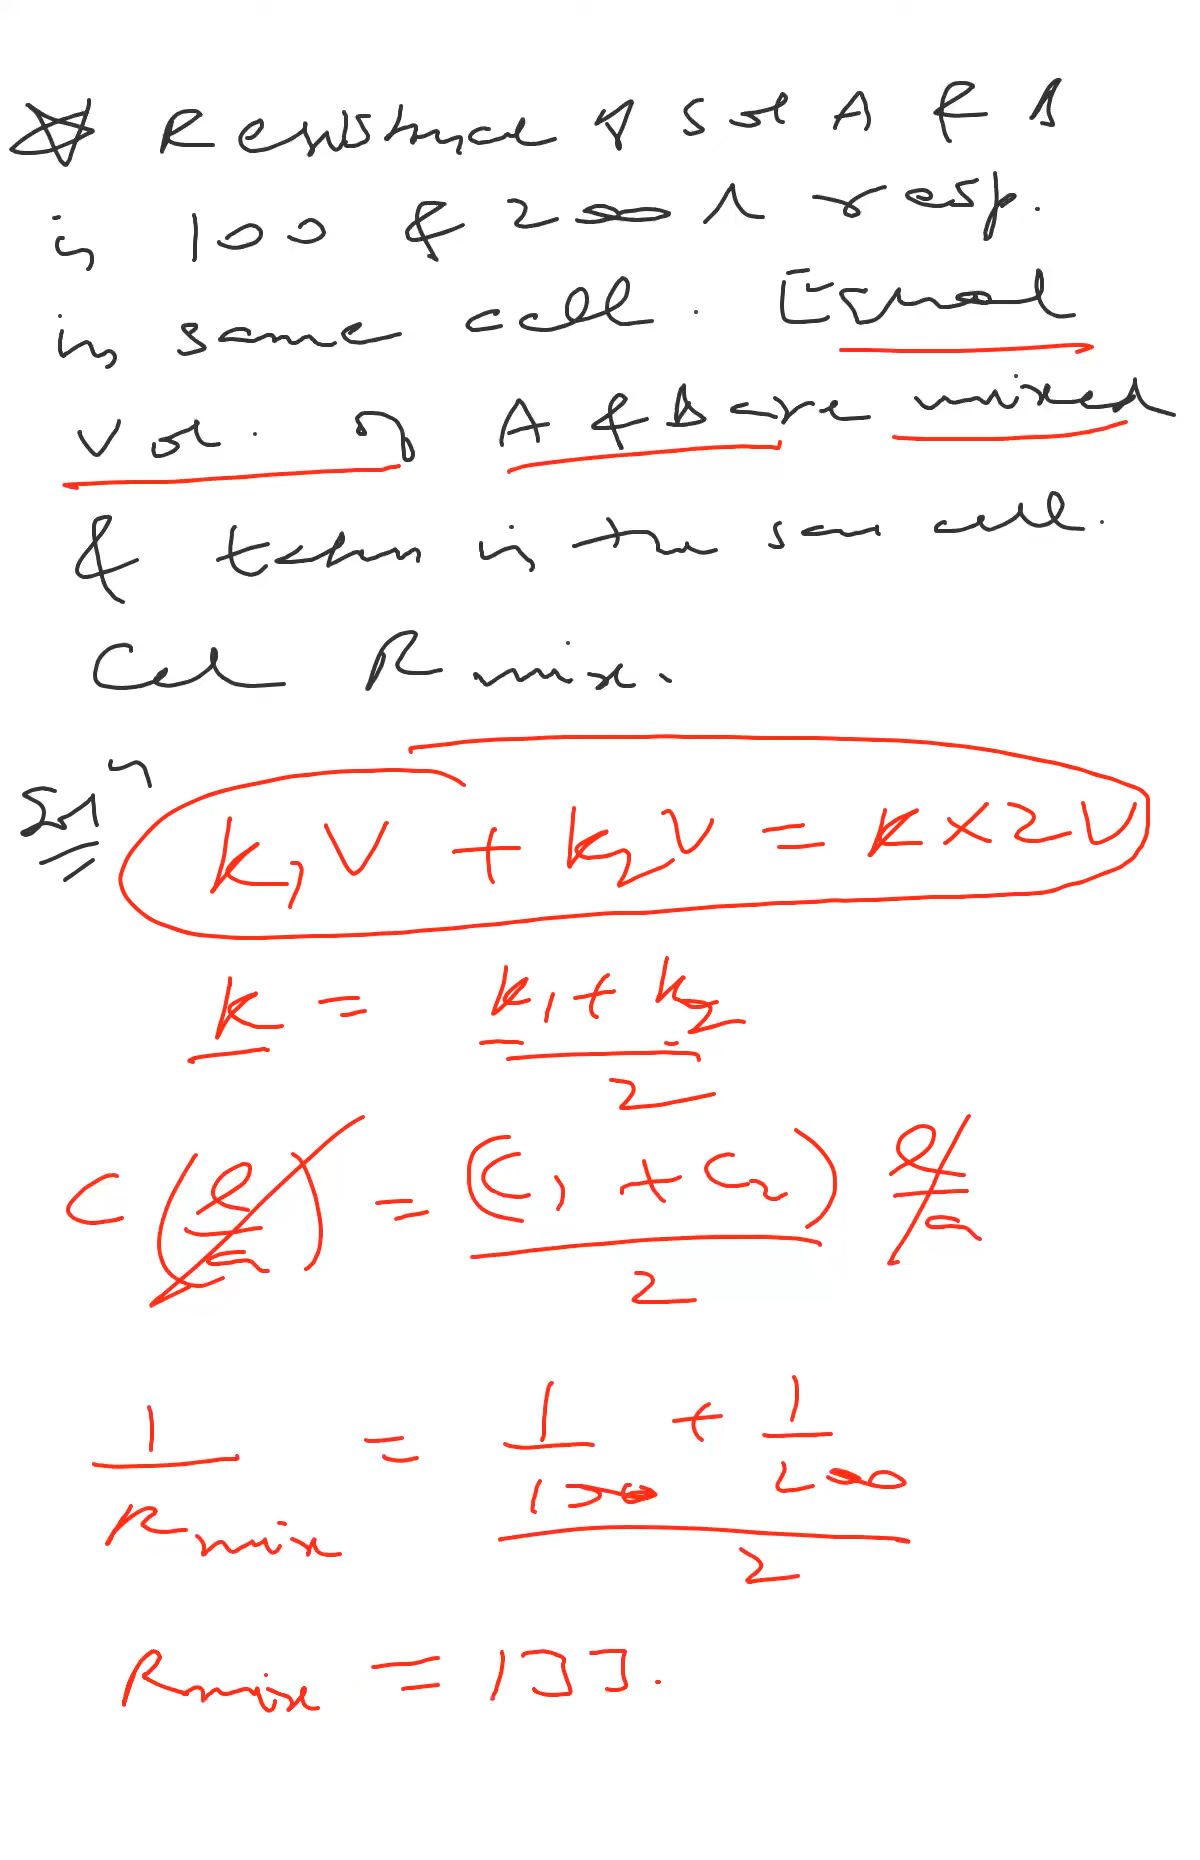 ☆ Resistance of sol A & B
is 100 & 200 Λ resp.
in same cell. Equal
vol. of A & B are mixed
& taken in the same cell.
Cal R mix.
Solⁿ
k₁V + k₂V = k×2V
k = k₁+k₂ / 2
C (l/a) = (C₁ + C₂) / 2 l/a
1 / Rmix = (1/100 + 1/200) / 2
Rmix = 133.